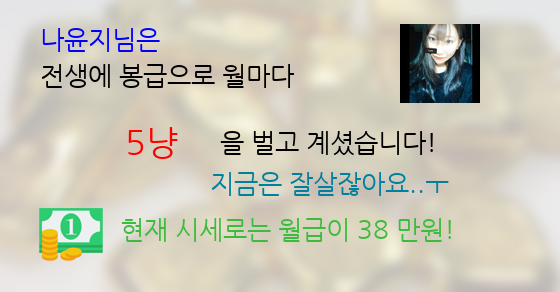 나윤지님은
전생에 봉급으로 월마다
5냥 을 벌고 계셨습니다!
지금은 잘살잖아요..ㅜ
1
현재 시세로는 월급이 38 만원!